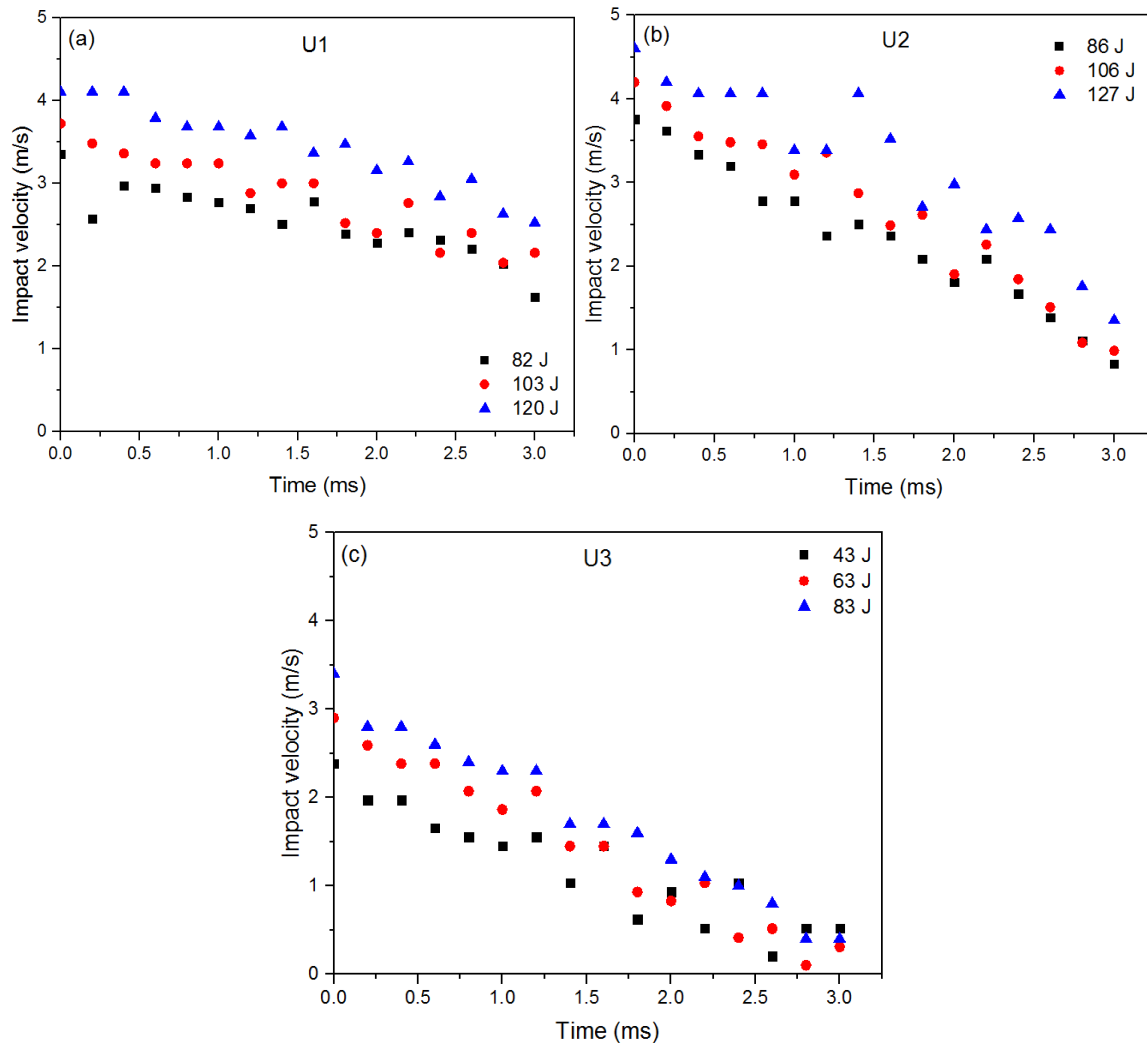 (a)
U1
5
4
3
2
1
0
Impact velocity (m/s)
82 J
103 J
120 J
0.0 0.5 1.0 1.5 2.0 2.5 3.0
Time (ms)
(b)
U2
5
4
3
2
1
0
Impact velocity (m/s)
86 J
106 J
127 J
0.0 0.5 1.0 1.5 2.0 2.5 3.0
Time (ms)
(c)
U3
5
4
3
2
1
0
Impact velocity (m/s)
43 J
63 J
83 J
0.0 0.5 1.0 1.5 2.0 2.5 3.0
Time (ms)